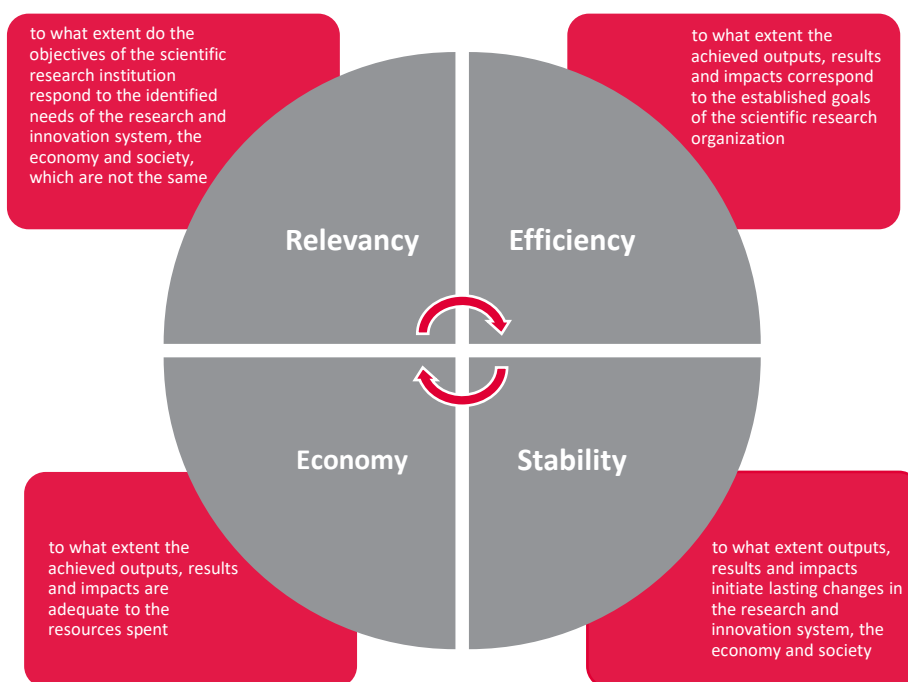 to what extent do the
objectives of the scientific
research institution
respond to the identified
needs of the research and
innovation system, the
economy and society,
which are not the same
to what extent the
achieved outputs, results
and impacts correspond
to the established goals
of the scientific research
organization
Relevancy
Efficiency
Economy
Stability
to what extent the
achieved outputs, results
and impacts are
adequate to the
resources spent
to what extent outputs,
results and impacts
initiate lasting changes in
the research and
innovation system, the
economy and society